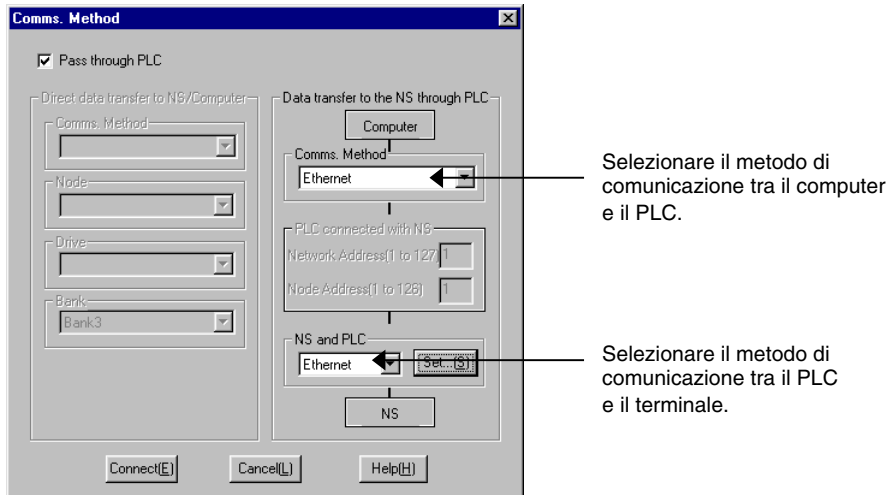 Comms. Method
Pass through PLC
Direct data transfer to NS/Computer
Comms. Method
Node
Drive
Bank
Bank3
Data transfer to the NS through PLC
Computer
Comms. Method
Ethernet
PLC connected with NS
Network Address(1 to 127)
1
Node Address(1 to 126)
1
NS and PLC
Ethernet
Set...(S)
NS
Connect(E)
Cancel(L)
Help(H)
Selezionare il metodo di
comunicazione tra il computer
e il PLC.
Selezionare il metodo di
comunicazione tra il PLC
e il terminale.